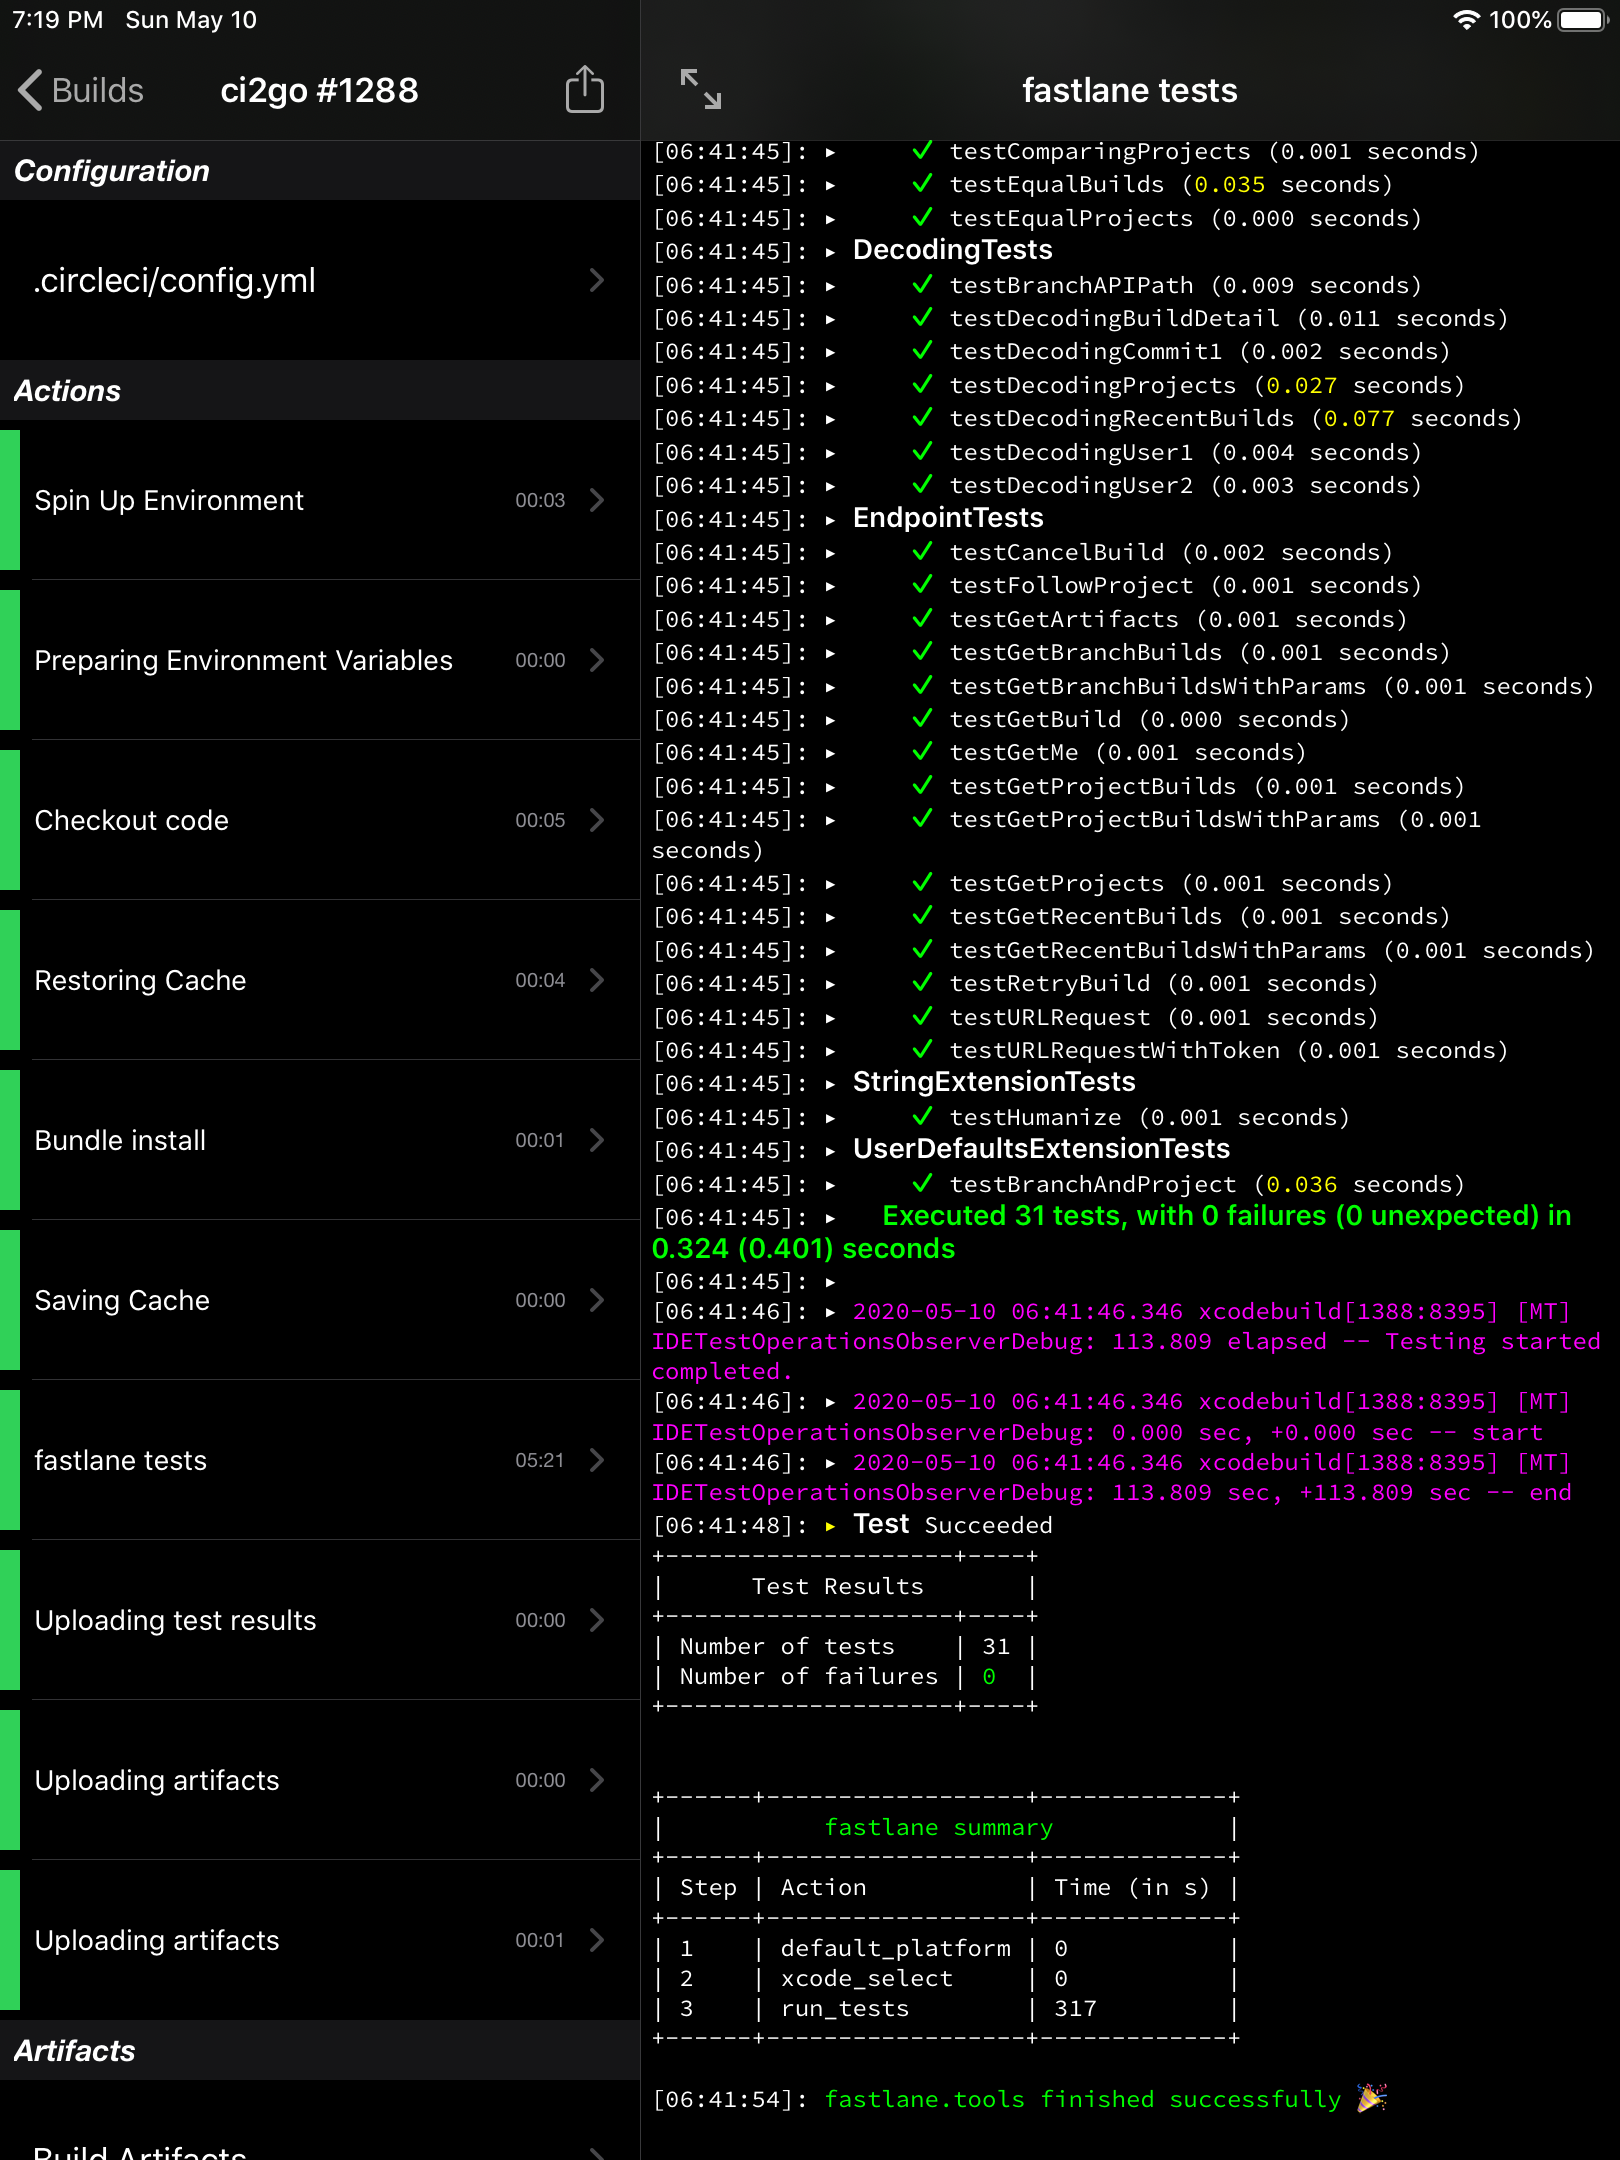 7:19 PM Sun May 10
100%
Builds
ci2go #1288
Configuration
.circleci/config.yml
Actions
Spin Up Environment 00:03
Preparing Environment Variables 00:00
Checkout code 00:05
Restoring Cache 00:04
Bundle install 00:01
Saving Cache 00:00
fastlane tests 05:21
Uploading test results 00:00
Uploading artifacts 00:00
Uploading artifacts 00:01
Artifacts
Build Artifacts
fastlane tests
[06:41:45]: ▸ ✓ testComparingProjects (0.001 seconds)
[06:41:45]: ▸ ✓ testEqualBuilds (0.035 seconds)
[06:41:45]: ▸ ✓ testEqualProjects (0.000 seconds)
[06:41:45]: ▸ DecodingTests
[06:41:45]: ▸ ✓ testBranchAPIPath (0.009 seconds)
[06:41:45]: ▸ ✓ testDecodingBuildDetail (0.011 seconds)
[06:41:45]: ▸ ✓ testDecodingCommit1 (0.002 seconds)
[06:41:45]: ▸ ✓ testDecodingProjects (0.027 seconds)
[06:41:45]: ▸ ✓ testDecodingRecentBuilds (0.077 seconds)
[06:41:45]: ▸ ✓ testDecodingUser1 (0.004 seconds)
[06:41:45]: ▸ ✓ testDecodingUser2 (0.003 seconds)
[06:41:45]: ▸ EndpointTests
[06:41:45]: ▸ ✓ testCancelBuild (0.002 seconds)
[06:41:45]: ▸ ✓ testFollowProject (0.001 seconds)
[06:41:45]: ▸ ✓ testGetArtifacts (0.001 seconds)
[06:41:45]: ▸ ✓ testGetBranchBuilds (0.001 seconds)
[06:41:45]: ▸ ✓ testGetBranchBuildsWithParams (0.001 seconds)
[06:41:45]: ▸ ✓ testGetBuild (0.000 seconds)
[06:41:45]: ▸ ✓ testGetMe (0.001 seconds)
[06:41:45]: ▸ ✓ testGetProjectBuilds (0.001 seconds)
[06:41:45]: ▸ ✓ testGetProjectBuildsWithParams (0.001
seconds)
[06:41:45]: ▸ ✓ testGetProjects (0.001 seconds)
[06:41:45]: ▸ ✓ testGetRecentBuilds (0.001 seconds)
[06:41:45]: ▸ ✓ testGetRecentBuildsWithParams (0.001 seconds)
[06:41:45]: ▸ ✓ testRetryBuild (0.001 seconds)
[06:41:45]: ▸ ✓ testURLRequest (0.001 seconds)
[06:41:45]: ▸ ✓ testURLRequestWithToken (0.001 seconds)
[06:41:45]: ▸ StringExtensionTests
[06:41:45]: ▸ ✓ testHumanize (0.001 seconds)
[06:41:45]: ▸ UserDefaultsExtensionTests
[06:41:45]: ▸ ✓ testBranchAndProject (0.036 seconds)
[06:41:45]: ▸ Executed 31 tests, with 0 failures (0 unexpected) in
0.324 (0.401) seconds
[06:41:45]: ▸
[06:41:46]: ▸ 2020-05-10 06:41:46.346 xcodebuild[1388:8395] [MT]
IDETestOperationsObserverDebug: 113.809 elapsed -- Testing started
completed.
[06:41:46]: ▸ 2020-05-10 06:41:46.346 xcodebuild[1388:8395] [MT]
IDETestOperationsObserverDebug: 0.000 sec, +0.000 sec -- start
[06:41:46]: ▸ 2020-05-10 06:41:46.346 xcodebuild[1388:8395] [MT]
IDETestOperationsObserverDebug: 113.809 sec, +113.809 sec -- end
[06:41:48]: ▸ Test Succeeded
+--------------------+----+
| Test Results |
+--------------------+----+
| Number of tests | 31 |
| Number of failures | 0 |
+--------------------+----+
+------+------------------+-------------+
| fastlane summary |
+------+------------------+-------------+
| Step | Action | Time (in s) |
+------+------------------+-------------+
| 1 | default_platform | 0 |
| 2 | xcode_select | 0 |
| 3 | run_tests | 317 |
+------+------------------+-------------+
[06:41:54]: fastlane.tools finished successfully 🎉